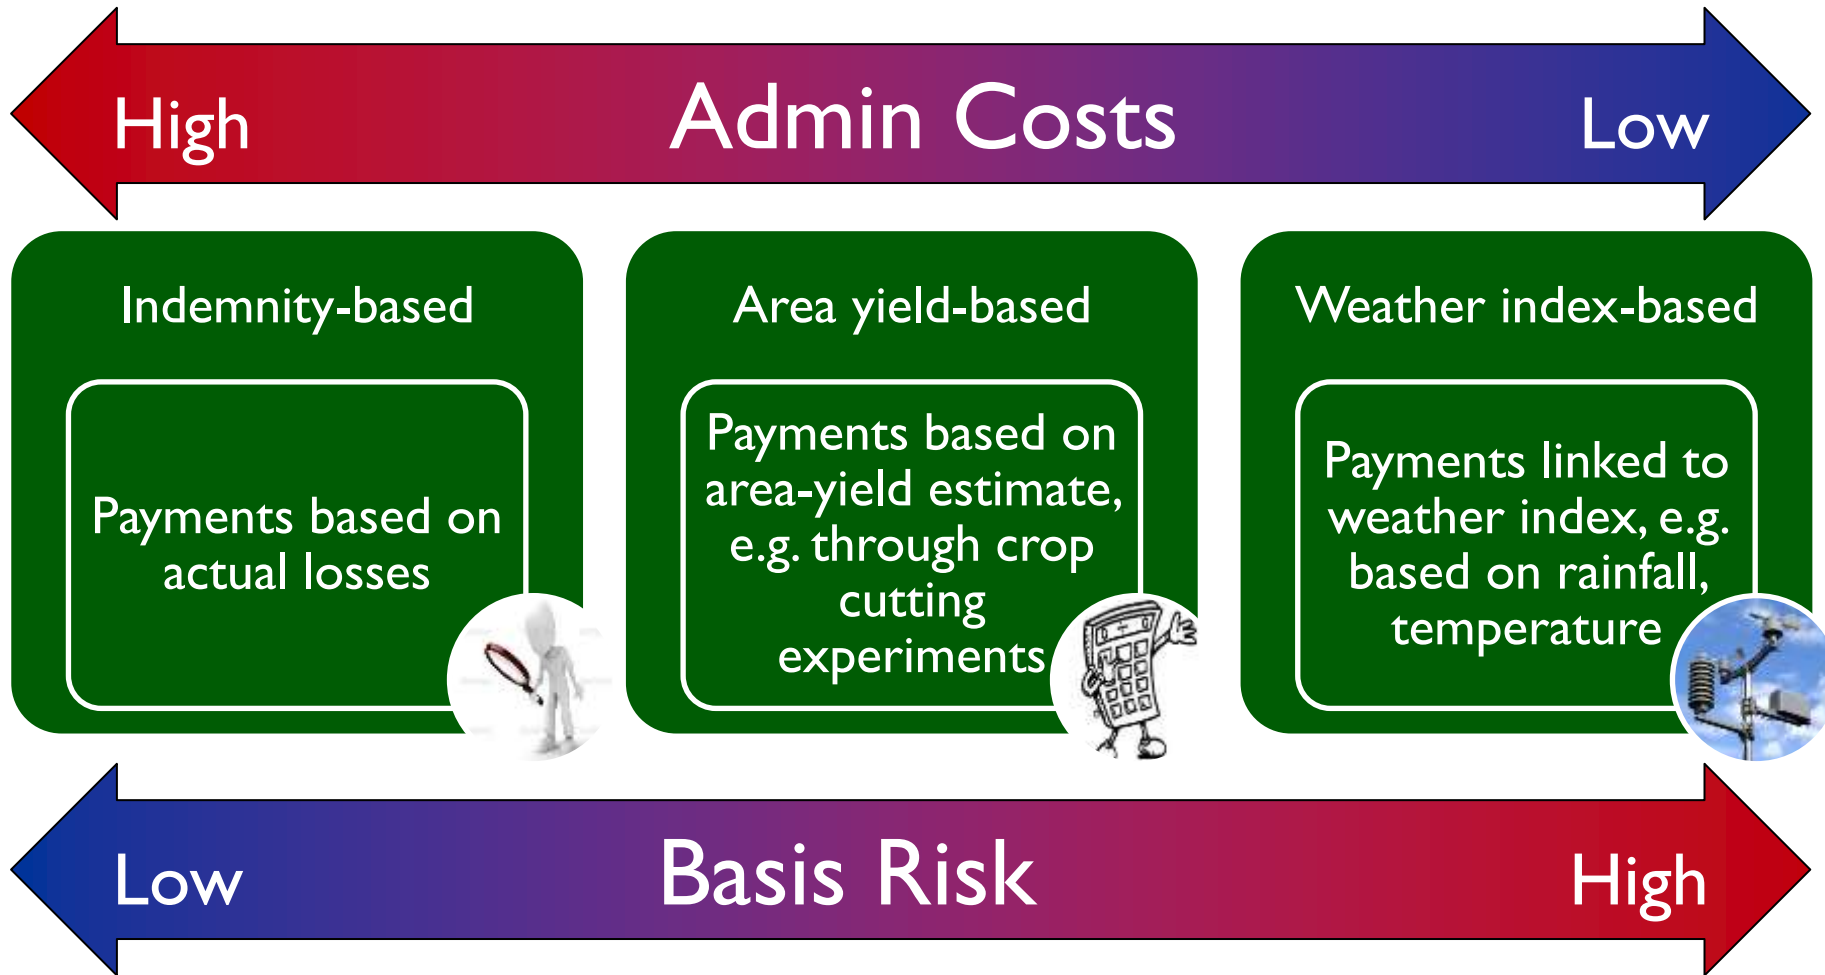 High Admin Costs Low
Indemnity-based
Payments based on
actual losses
Area yield-based
Payments based on
area-yield estimate,
e.g. through crop
cutting
experiments
Weather index-based
Payments linked to
weather index, e.g.
based on rainfall,
temperature
Low Basis Risk High